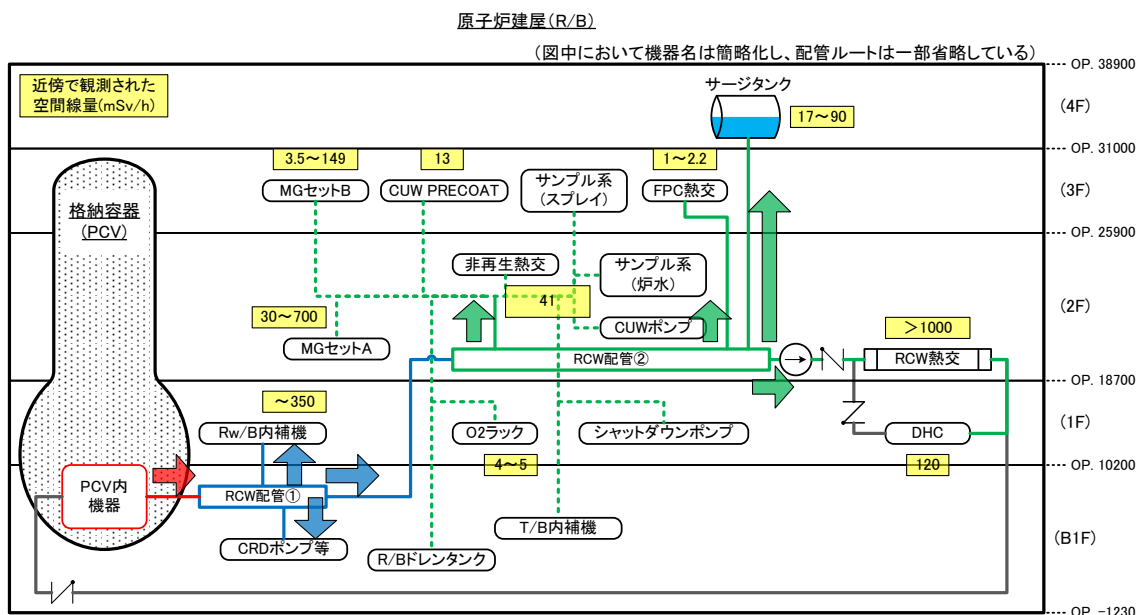 原子炉建屋(R/B)
(図中において機器名は簡略化し、配管ルートは一部省略している)
OP. 38900
近傍で観測された
空間線量(mSv/h)
サージタンク
17～90
(4F)
OP. 31000
3.5～149
13
1～2.2
MGセットB
CUW PRECOAT
サンプル系
(スプレイ)
FPC熱交
(3F)
格納容器
(PCV)
OP. 25900
非再生熱交
サンプル系
(炉水)
41
(2F)
30～700
CUWポンプ
>1000
MGセットA
RCW配管②
RCW熱交
OP. 18700
～350
(1F)
Rw/B内補機
O2ラック
シャットダウンポンプ
DHC
4～5
120
OP. 10200
PCV内
機器
RCW配管①
T/B内補機
(B1F)
CRDポンプ等
R/Bドレンタンク
OP. -1230